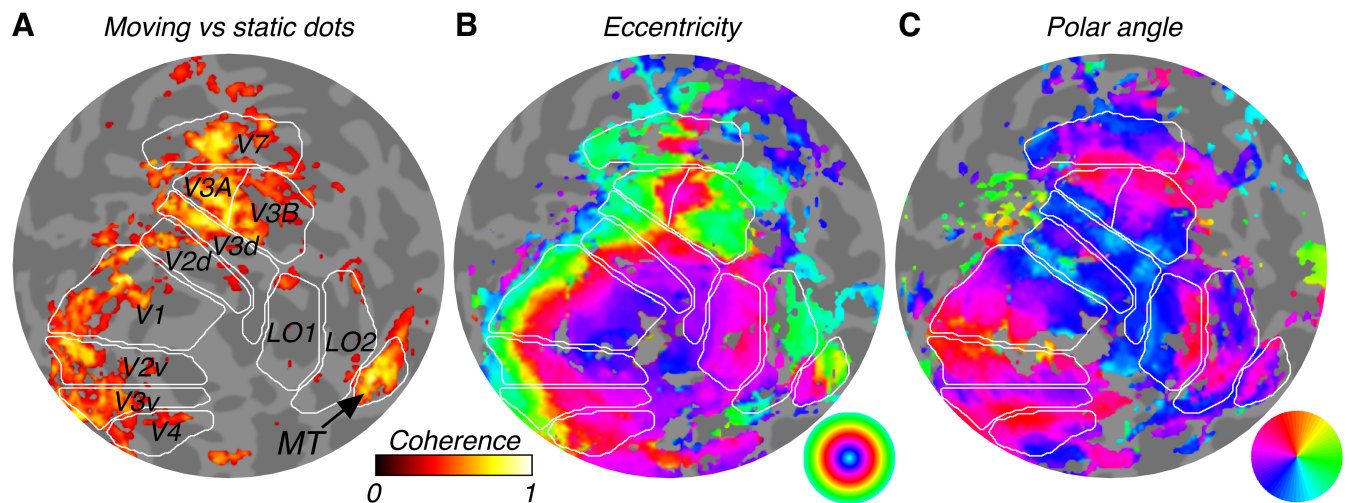 A Moving vs static dots
B Eccentricity
C Polar angle
V7
V3A
V3B
V3d
V2d
V1
LO1
LO2
V2v
V3v
V4
MT
Coherence
0 1